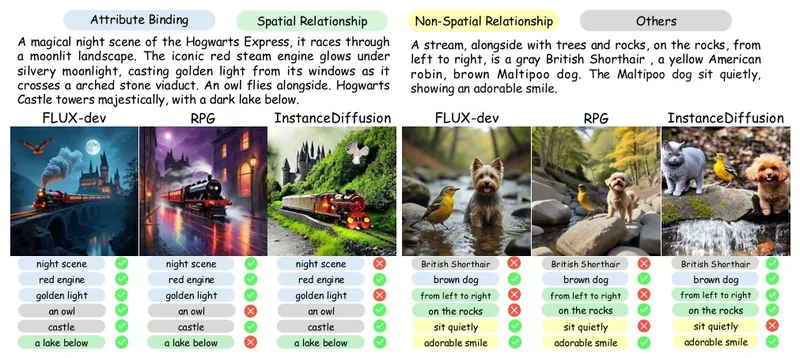 Attribute Binding
Spatial Relationship
Non-Spatial Relationship
Others
A magical night scene of the Hogwarts Express, it races through
a moonlit landscape. The iconic red steam engine glows under
silvery moonlight, casting golden light from its windows as it
crosses a arched stone viaduct. An owl flies alongside. Hogwarts
Castle towers majestically, with a dark lake below.
A stream, alongside with trees and rocks, on the rocks, from
left to right, is a gray British Shorthair , a yellow American
robin, brown Maltipoo dog. The Maltipoo dog sit quietly,
showing an adorable smile.
FLUX-dev
RPG
InstanceDiffusion
FLUX-dev
RPG
InstanceDiffusion
night scene
night scene
night scene
British Shorthair
British Shorthair
British Shorthair
red engine
red engine
red engine
brown dog
brown dog
brown dog
golden light
golden light
golden light
from left to right
from left to right
from left to right
an owl
an owl
an owl
on the rocks
on the rocks
on the rocks
castle
castle
castle
sit quietly
sit quietly
sit quietly
a lake below
a lake below
a lake below
adorable smile
adorable smile
adorable smile